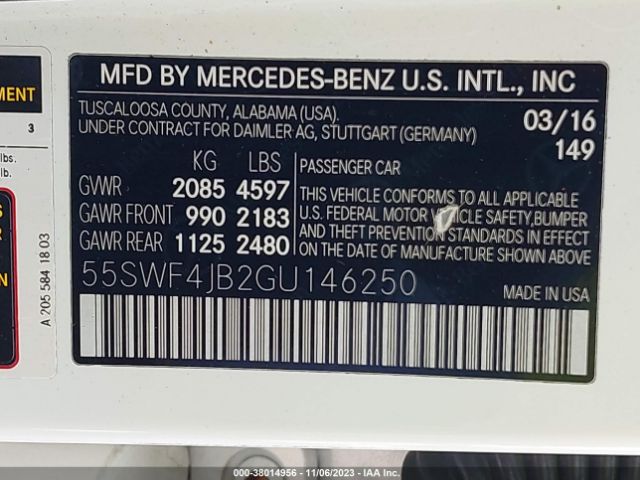 MFD BY MERCEDES-BENZ U.S. INTL., INC
TUSCALOOSA COUNTY, ALABAMA (USA).
UNDER CONTRACT FOR DAIMLER AG, STUTTGART (GERMANY)
03/16
149
KG LBS
GVWR 2085 4597
GAWR FRONT 990 2183
GAWR REAR 1125 2480
PASSENGER CAR
THIS VEHICLE CONFORMS TO ALL APPLICABLE
U.S. FEDERAL MOTOR VEHICLE SAFETY, BUMPER
AND THEFT PREVENTION STANDARDS IN EFFECT
ON THE DATE OF MANUFACTURE SHOWN ABOVE
55SWF4JB2GU146250
MADE IN USA
MENT
3
lbs.
lb.
S
R
N
A 205 584 18 03
000-38014956 - 11/06/2023 - IAA Inc.